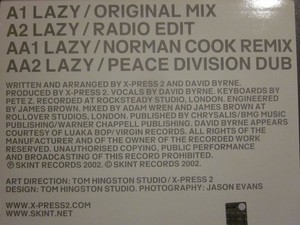 A1 LAZY/ORIGINAL MIX
A2 LAZY/RADIO EDIT
AA1 LAZY/NORMAN COOK REMIX
AA2 LAZY/PEACE DIVISION DUB
WRITTEN AND ARRANGED BY X-PRESS 2 AND DAVID BYRNE.
PRODUCED BY X-PRESS 2. VOCALS BY DAVID BYRNE. KEYBOARDS BY
PETE Z. RECORDED AT ROCKSTEADY STUDIO, LONDON. ENGINEERED
BY JAMES BROWN. MIXED BY ADAM WREN AND JAMES BROWN AT
ROLLOVER STUDIOS, LONDON. PUBLISHED BY CHRYSALIS/BMG MUSIC
PUBLISHING/WARNER CHAPPELL PUBLISHING. DAVID BYRNE APPEARS
COURTESY OF LUAKA BOP/VIRGIN RECORDS. ALL RIGHTS OF THE
MANUFACTURER AND OF THE OWNER OF THE RECORDED WORK
RESERVED. UNAUTHORISED COPYING, PUBLIC PERFORMANCE
AND BROADCASTING OF THIS RECORD PROHIBITED.
Ⓟ SKINT RECORDS 2002. © SKINT RECORDS 2002.
ART DIRECTION: TOM HINGSTON STUDIO / X-PRESS 2
DESIGN: TOM HINGSTON STUDIO. PHOTOGRAPHY: JASON EVANS
WWW.X-PRESS2.COM
WWW.SKINT.NET